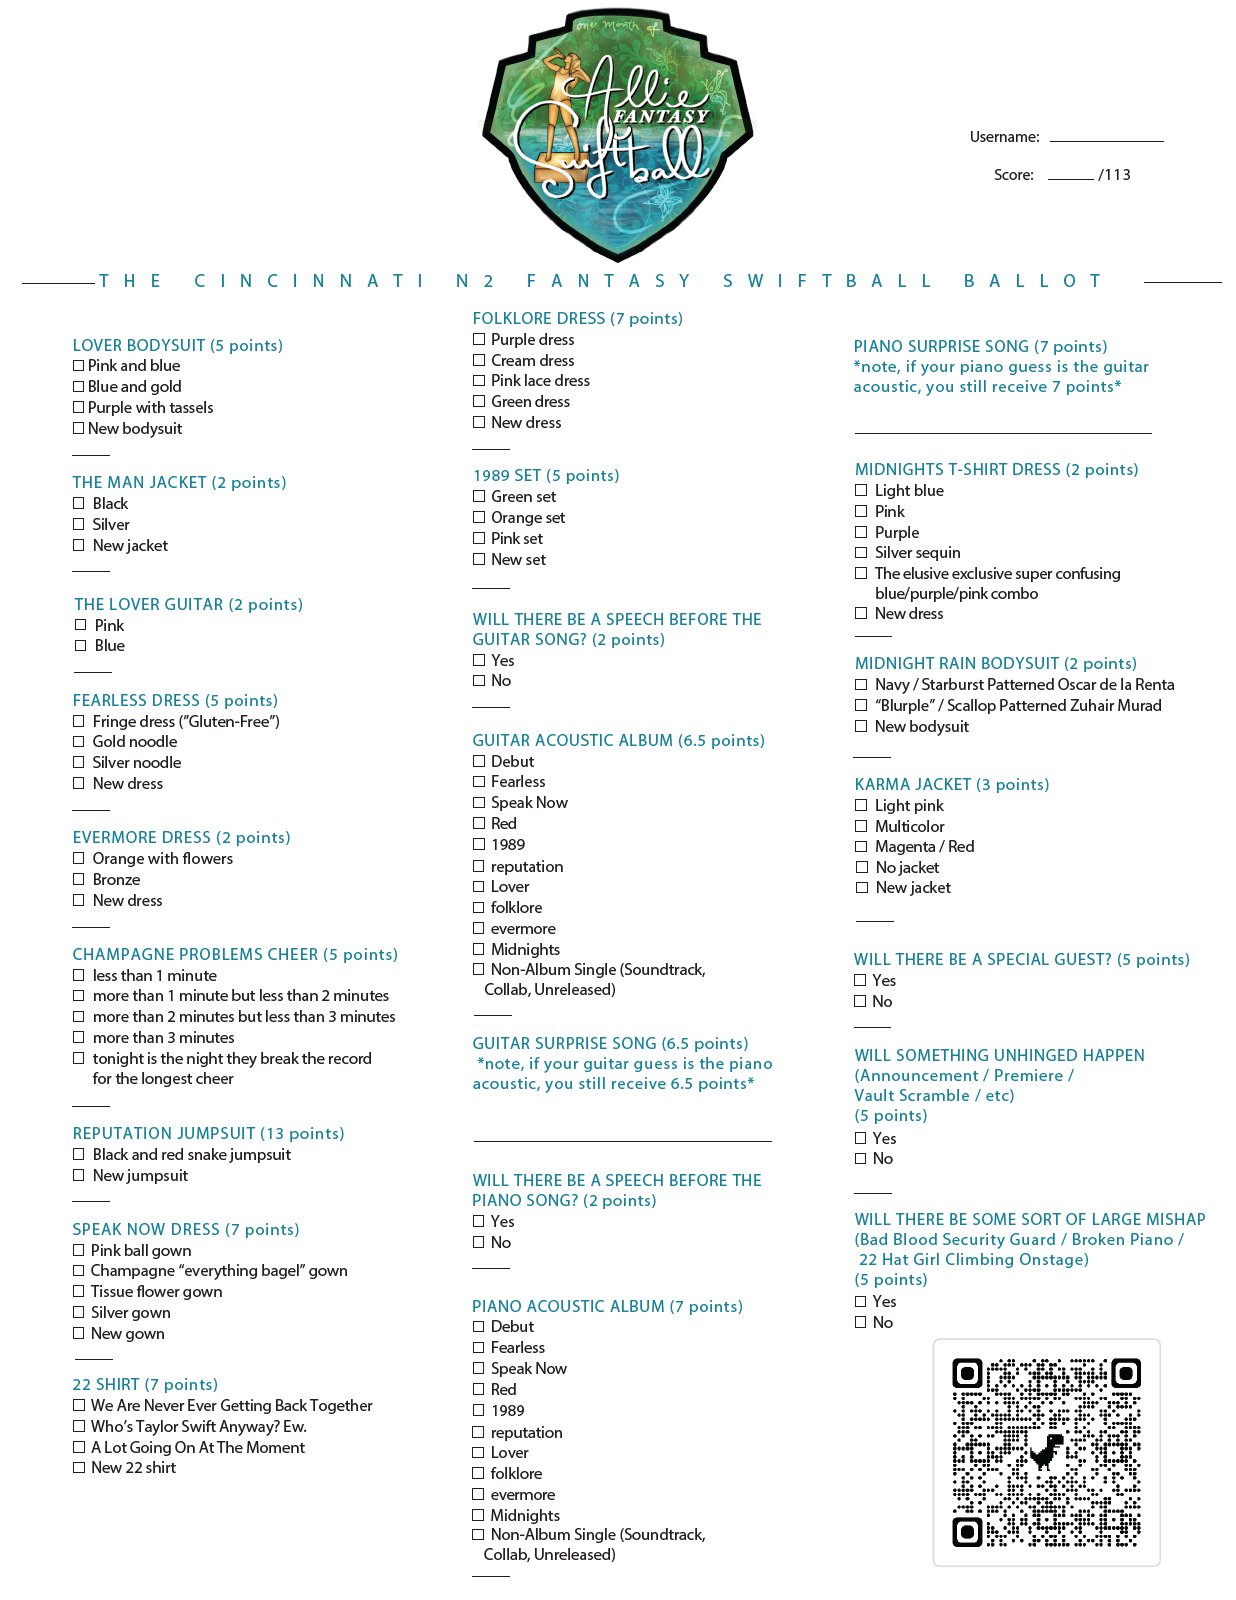 one month of
Allie
FANTASY
Swiftball
Username:
Score: /113
THE CINCINNATI N2 FANTASY SWIFTBALL BALLOT
LOVER BODYSUIT (5 points)
Pink and blue
Blue and gold
Purple with tassels
New bodysuit
THE MAN JACKET (2 points)
Black
Silver
New jacket
THE LOVER GUITAR (2 points)
Pink
Blue
FEARLESS DRESS (5 points)
Fringe dress ("Gluten-Free")
Gold noodle
Silver noodle
New dress
EVERMORE DRESS (2 points)
Orange with flowers
Bronze
New dress
CHAMPAGNE PROBLEMS CHEER (5 points)
less than 1 minute
more than 1 minute but less than 2 minutes
more than 2 minutes but less than 3 minutes
more than 3 minutes
tonight is the night they break the record
for the longest cheer
REPUTATION JUMPSUIT (13 points)
Black and red snake jumpsuit
New jumpsuit
SPEAK NOW DRESS (7 points)
Pink ball gown
Champagne “everything bagel” gown
Tissue flower gown
Silver gown
New gown
22 SHIRT (7 points)
We Are Never Ever Getting Back Together
Who's Taylor Swift Anyway? Ew.
A Lot Going On At The Moment
New 22 shirt
FOLKLORE DRESS (7 points)
Purple dress
Cream dress
Pink lace dress
Green dress
New dress
1989 SET (5 points)
Green set
Orange set
Pink set
New set
WILL THERE BE A SPEECH BEFORE THE
GUITAR SONG? (2 points)
Yes
No
GUITAR ACOUSTIC ALBUM (6.5 points)
Debut
Fearless
Speak Now
Red
1989
reputation
Lover
folklore
evermore
Midnights
Non-Album Single (Soundtrack,
Collab, Unreleased)
GUITAR SURPRISE SONG (6.5 points)
*note, if your guitar guess is the piano
acoustic, you still receive 6.5 points*
WILL THERE BE A SPEECH BEFORE THE
PIANO SONG? (2 points)
Yes
No
PIANO ACOUSTIC ALBUM (7 points)
Debut
Fearless
Speak Now
Red
1989
reputation
Lover
folklore
evermore
Midnights
Non-Album Single (Soundtrack,
Collab, Unreleased)
PIANO SURPRISE SONG (7 points)
*note, if your piano guess is the guitar
acoustic, you still receive 7 points*
MIDNIGHTS T-SHIRT DRESS (2 points)
Light blue
Pink
Purple
Silver sequin
The elusive exclusive super confusing
blue/purple/pink combo
New dress
MIDNIGHT RAIN BODYSUIT (2 points)
Navy / Starburst Patterned Oscar de la Renta
“Blurple” / Scallop Patterned Zuhair Murad
New bodysuit
KARMA JACKET (3 points)
Light pink
Multicolor
Magenta / Red
No jacket
New jacket
WILL THERE BE A SPECIAL GUEST? (5 points)
Yes
No
WILL SOMETHING UNHINGED HAPPEN
(Announcement / Premiere /
Vault Scramble / etc)
(5 points)
Yes
No
WILL THERE BE SOME SORT OF LARGE MISHAP
(Bad Blood Security Guard / Broken Piano /
22 Hat Girl Climbing Onstage)
(5 points)
Yes
No